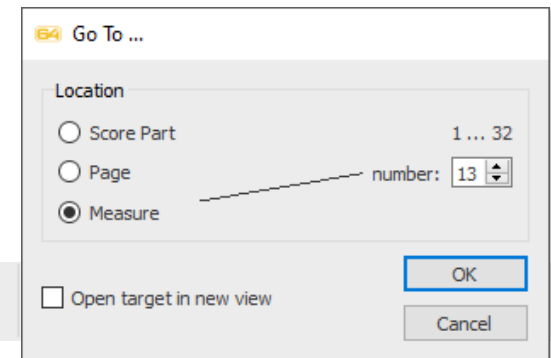 64 Go To ...
Location
Score Part 1 ... 32
Page number: 13
Measure
Open target in new view
OK
Cancel